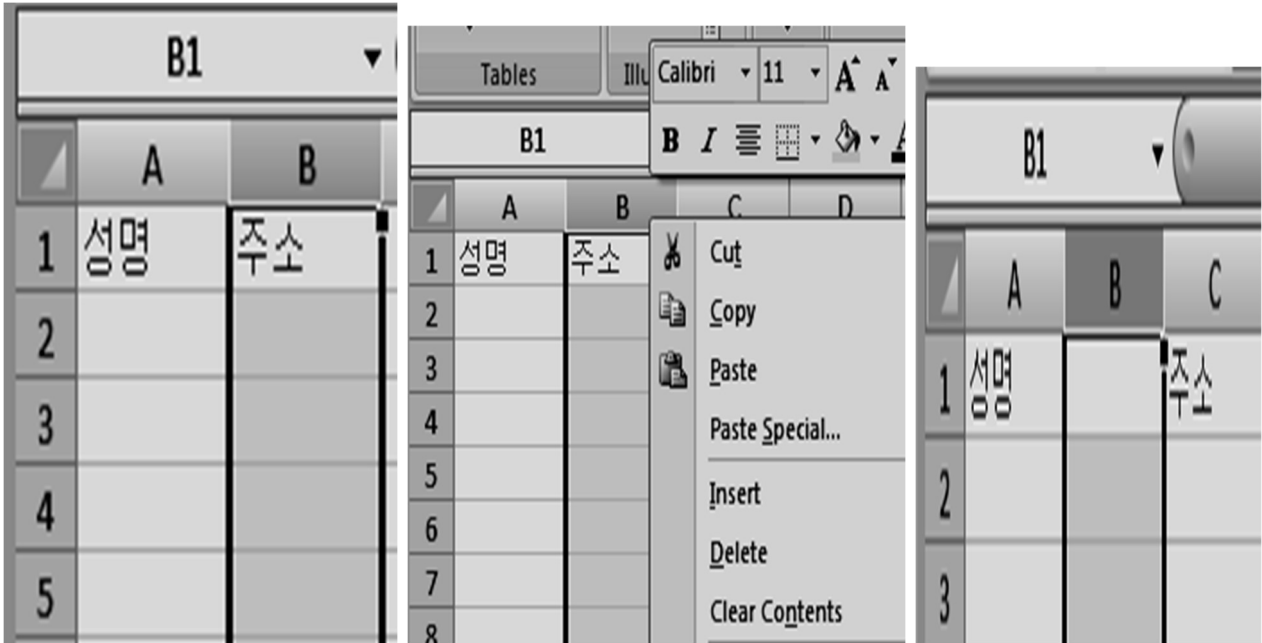 B1
A B
1 성명 주소
2
3
4
5
Tables
Calibri 11 A A
B I
B1
A B C D
1 성명 주소
2
3
4
5
6
7
8
Cut
Copy
Paste
Paste Special...
Insert
Delete
Clear Contents
B1
A B C
1 성명 주소
2
3